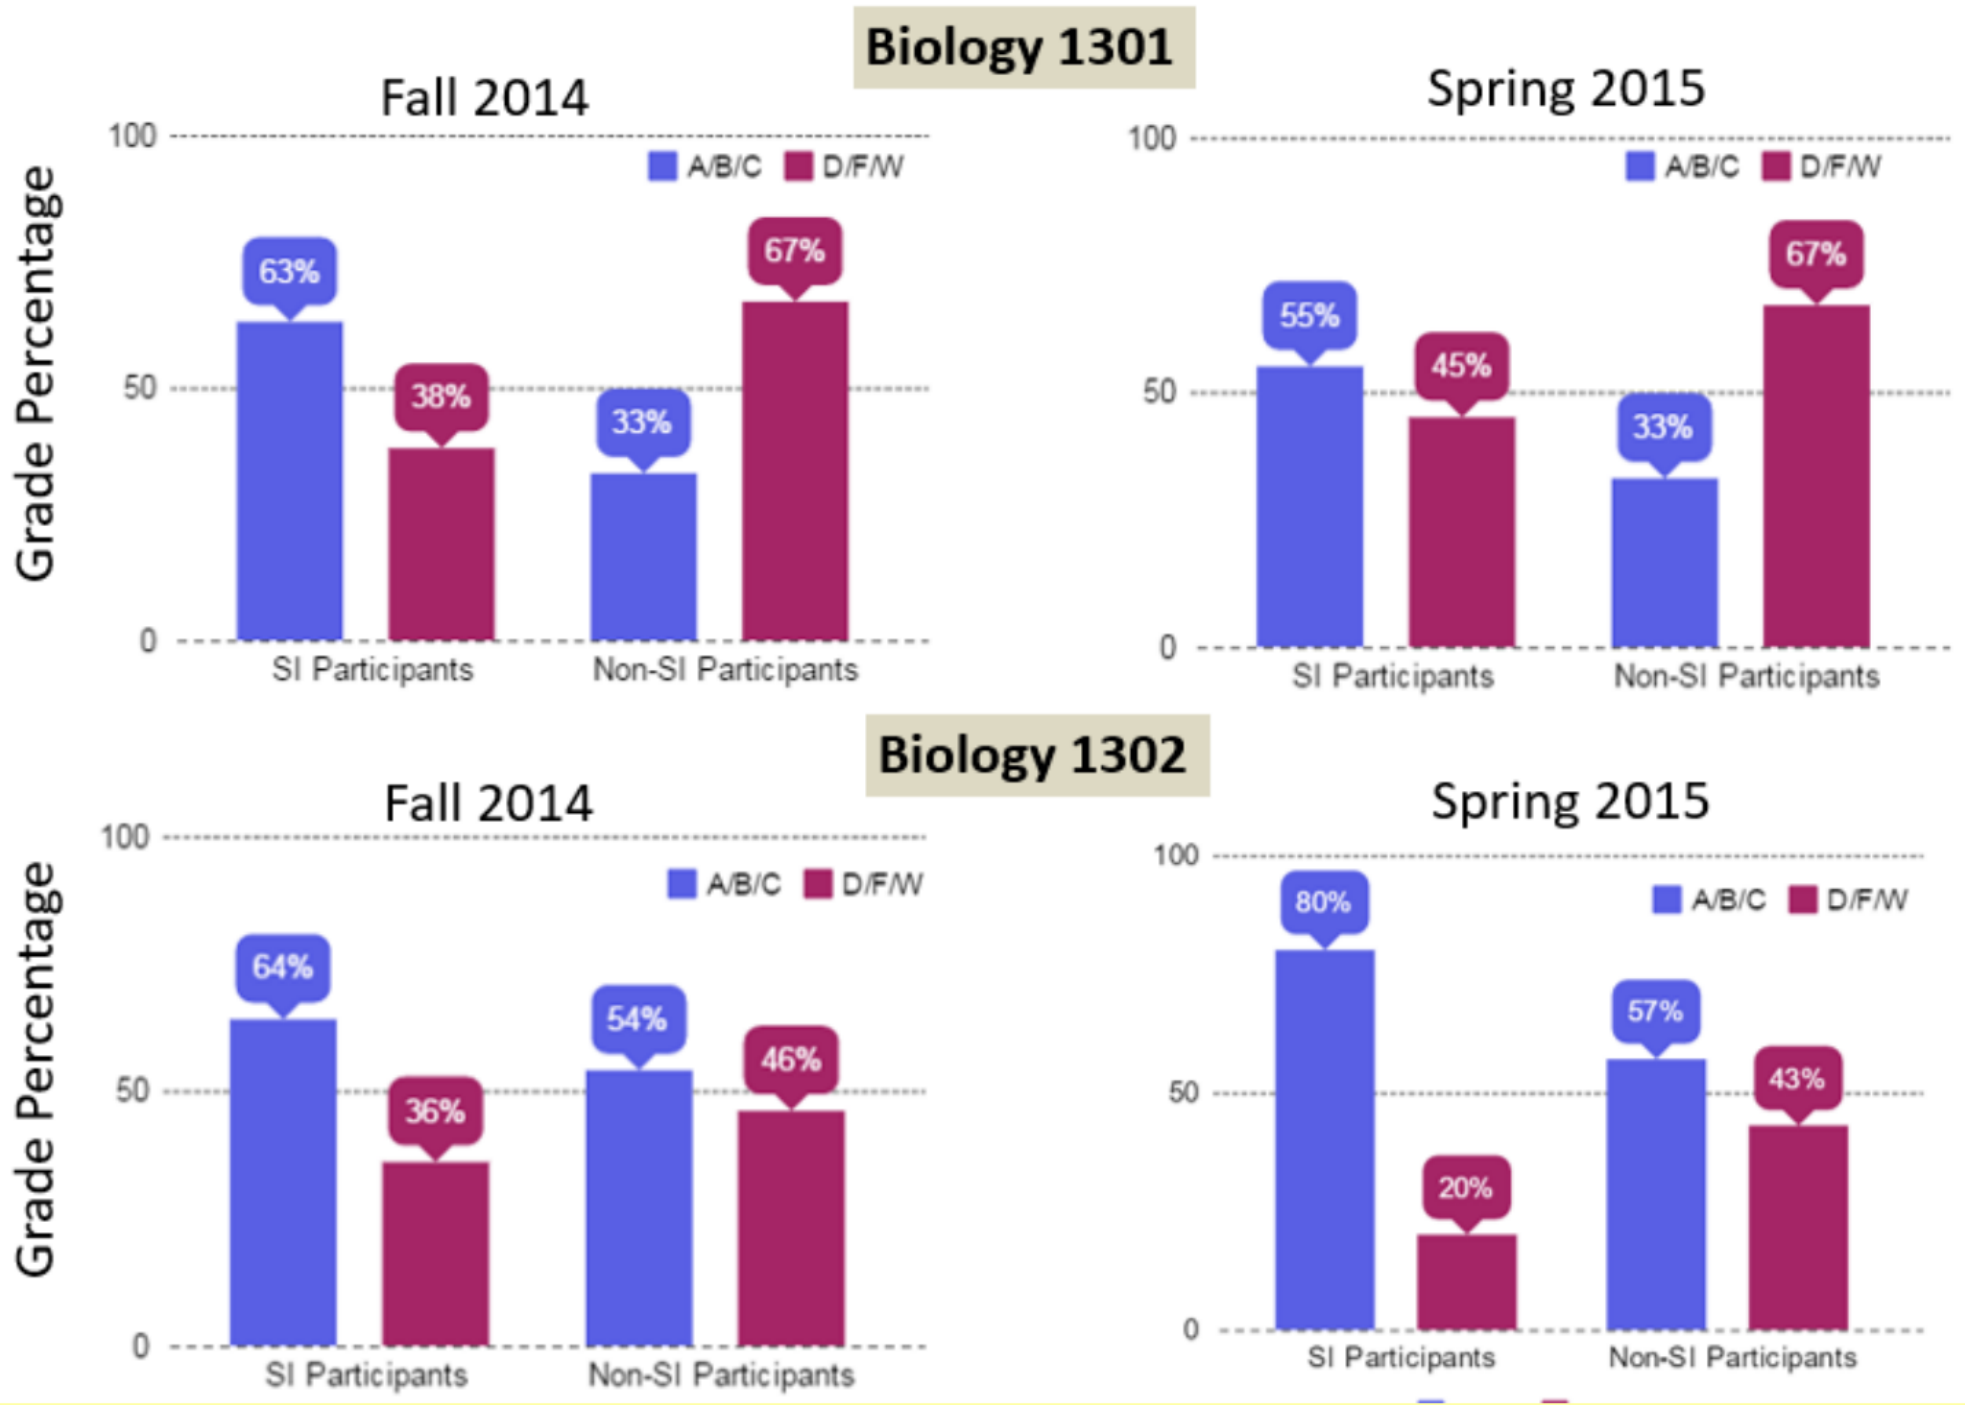 Biology 1301
Fall 2014
Grade Percentage
100
50
0
A/B/C
D/F/W
63%
38%
33%
67%
SI Participants
Non-SI Participants
Spring 2015
100
50
0
A/B/C
D/F/W
55%
45%
33%
67%
SI Participants
Non-SI Participants
Biology 1302
Fall 2014
Grade Percentage
100
50
0
A/B/C
D/F/W
64%
36%
54%
46%
SI Participants
Non-SI Participants
Spring 2015
100
50
0
A/B/C
D/F/W
80%
20%
57%
43%
SI Participants
Non-SI Participants